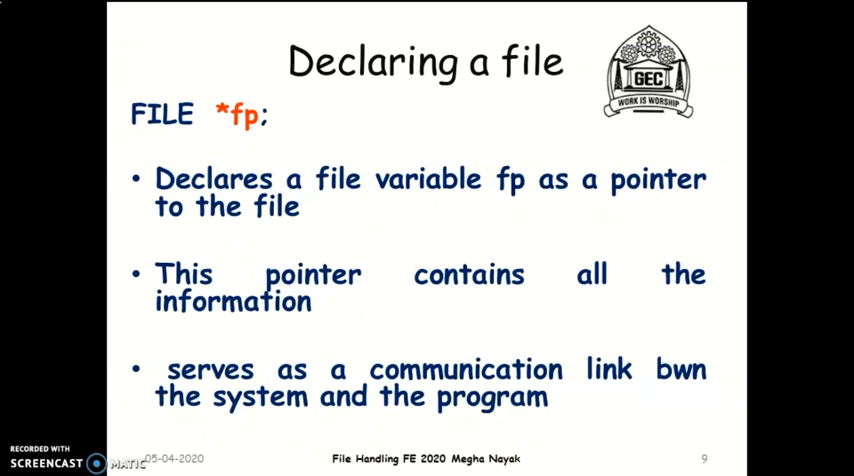 Declaring a file
GEC
WORK IS WORSHIP
FILE *fp;
• Declares a file variable fp as a pointer
to the file
• This pointer contains all the
information
• serves as a communication link bwn
the system and the program
RECORDED WITH
SCREENCAST MATIC
05-04-2020
File Handling FE 2020 Megha Nayak
9